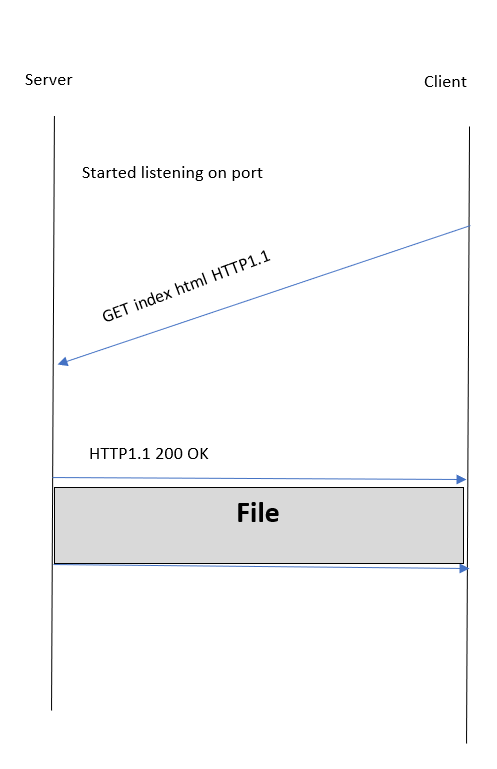 Server
Client
Started listening on port
GET index html HTTP1.1
HTTP1.1 200 OK
File